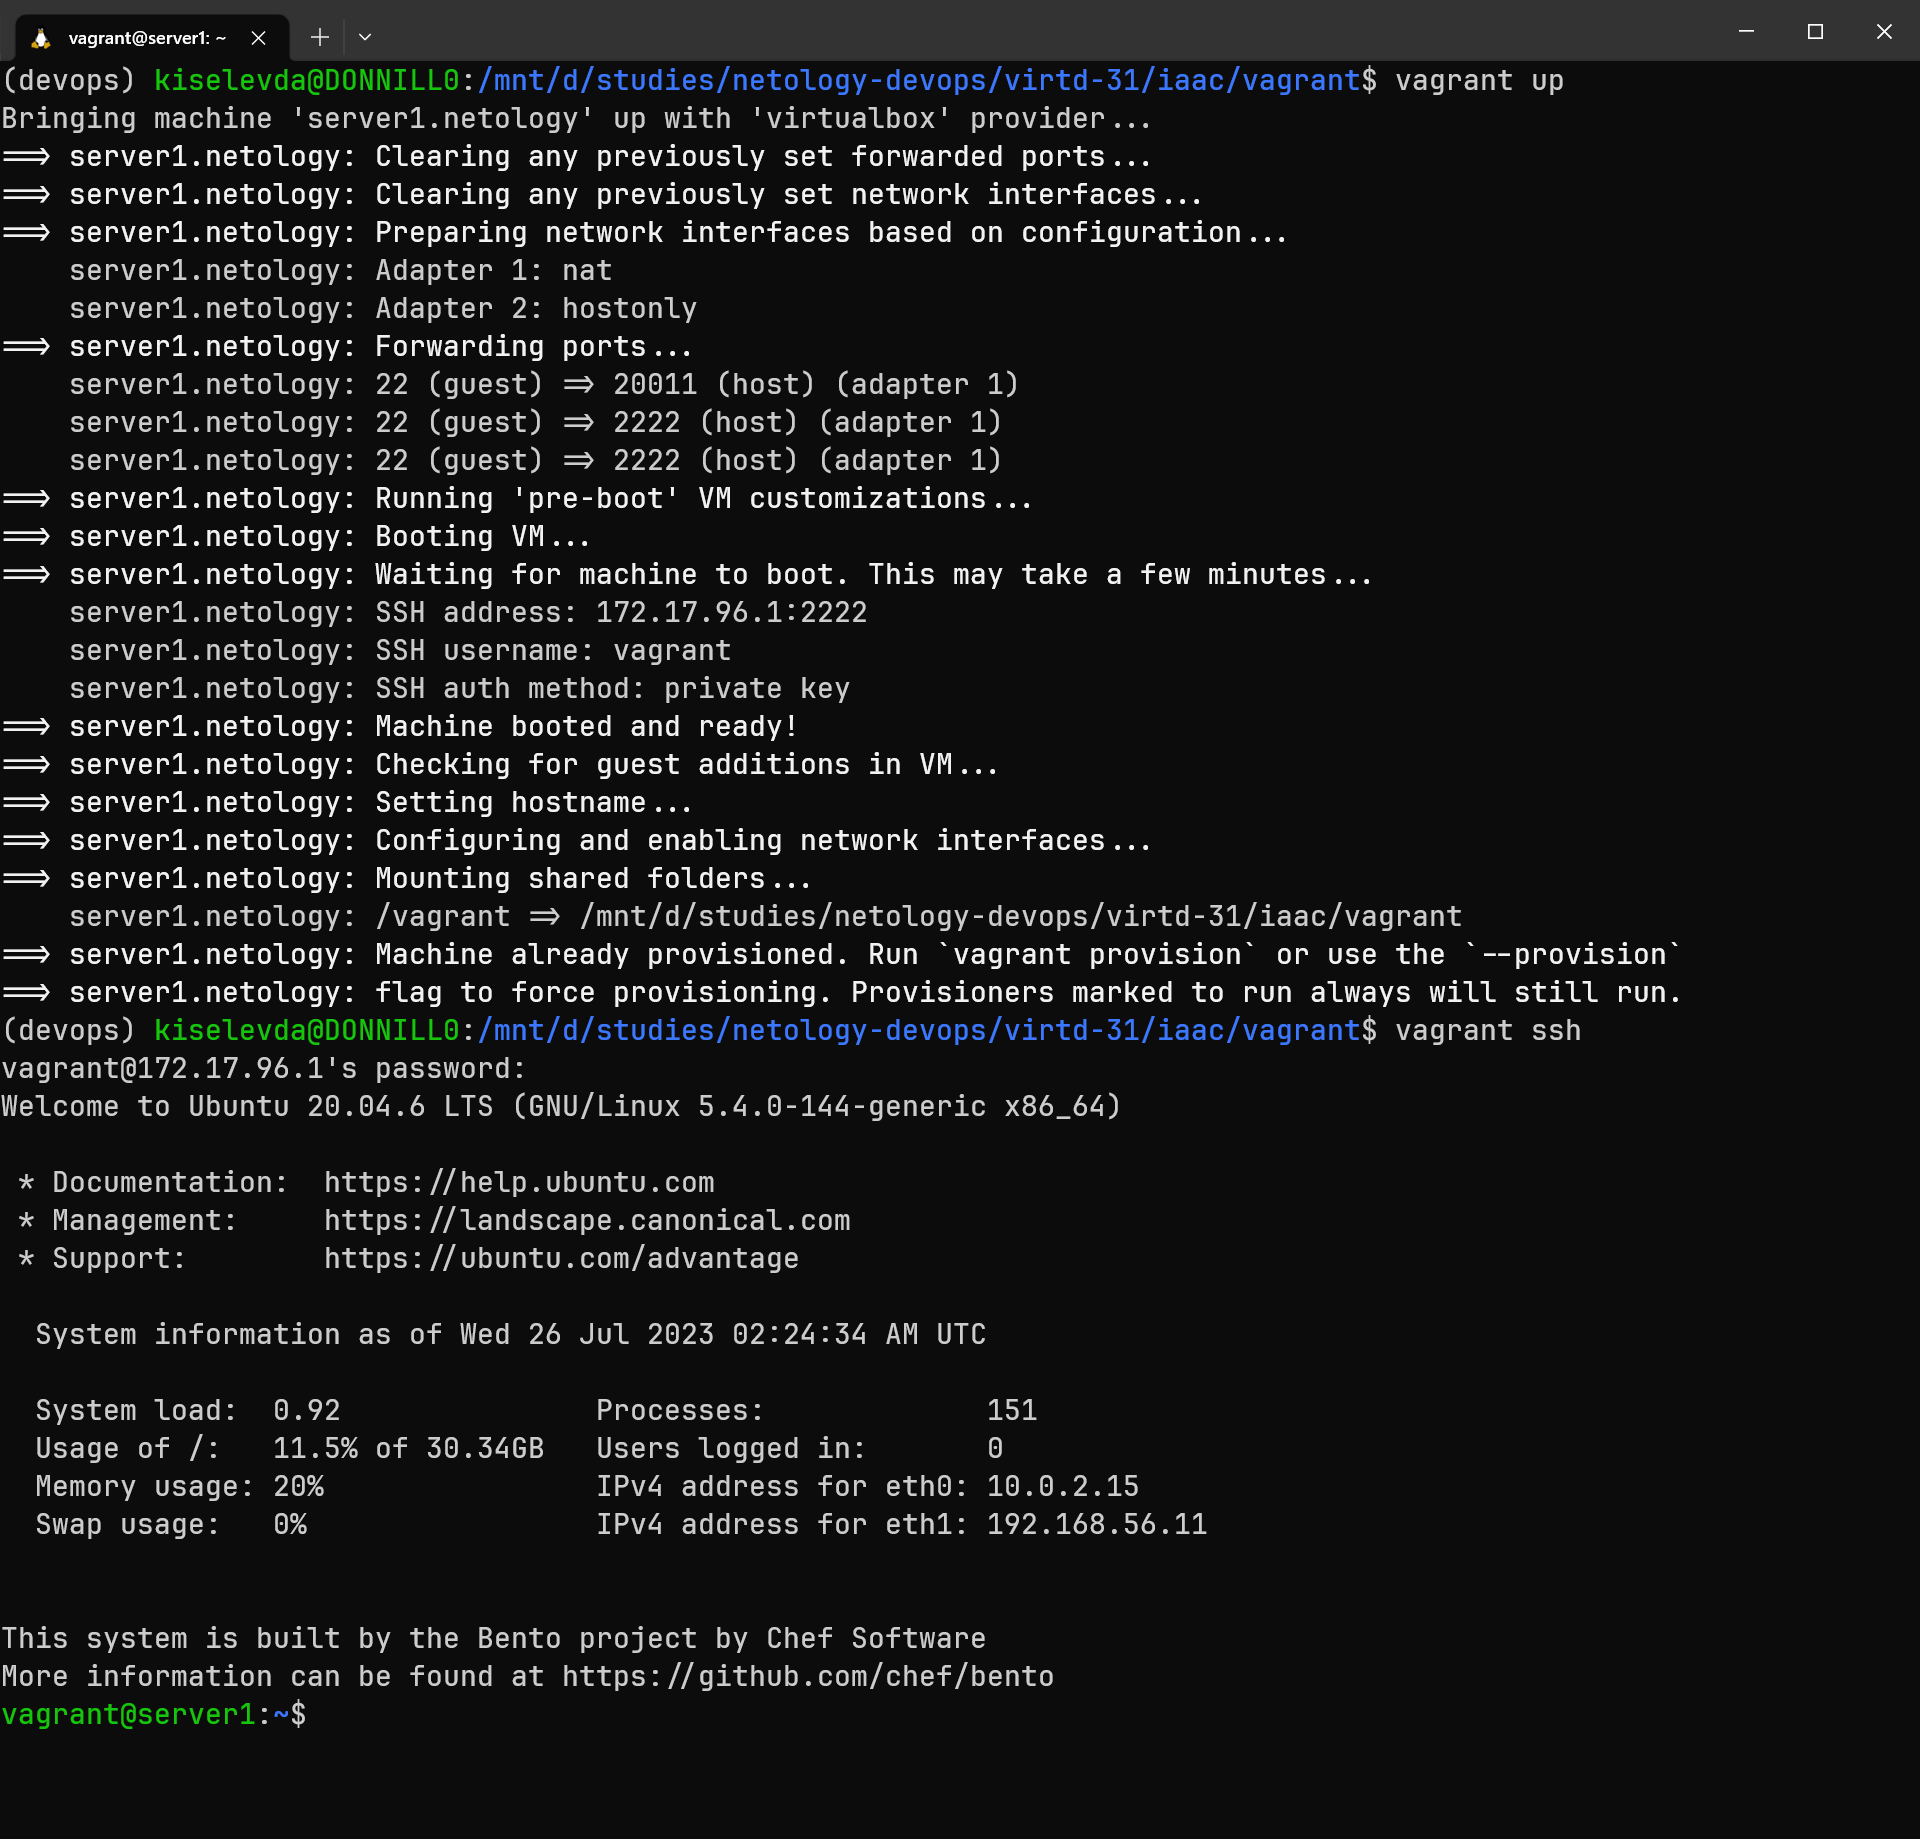 vagrant@server1: ~
(devops) kiselevda@DONNILL0:/mnt/d/studies/netology-devops/virtd-31/iaac/vagrant$ vagrant up
Bringing machine 'server1.netology' up with 'virtualbox' provider...
==> server1.netology: Clearing any previously set forwarded ports...
==> server1.netology: Clearing any previously set network interfaces...
==> server1.netology: Preparing network interfaces based on configuration...
    server1.netology: Adapter 1: nat
    server1.netology: Adapter 2: hostonly
==> server1.netology: Forwarding ports...
    server1.netology: 22 (guest) => 20011 (host) (adapter 1)
    server1.netology: 22 (guest) => 2222 (host) (adapter 1)
    server1.netology: 22 (guest) => 2222 (host) (adapter 1)
==> server1.netology: Running 'pre-boot' VM customizations...
==> server1.netology: Booting VM...
==> server1.netology: Waiting for machine to boot. This may take a few minutes...
    server1.netology: SSH address: 172.17.96.1:2222
    server1.netology: SSH username: vagrant
    server1.netology: SSH auth method: private key
==> server1.netology: Machine booted and ready!
==> server1.netology: Checking for guest additions in VM...
==> server1.netology: Setting hostname...
==> server1.netology: Configuring and enabling network interfaces...
==> server1.netology: Mounting shared folders...
    server1.netology: /vagrant => /mnt/d/studies/netology-devops/virtd-31/iaac/vagrant
==> server1.netology: Machine already provisioned. Run `vagrant provision` or use the `--provision`
==> server1.netology: flag to force provisioning. Provisioners marked to run always will still run.
(devops) kiselevda@DONNILL0:/mnt/d/studies/netology-devops/virtd-31/iaac/vagrant$ vagrant ssh
vagrant@172.17.96.1's password:
Welcome to Ubuntu 20.04.6 LTS (GNU/Linux 5.4.0-144-generic x86_64)
 * Documentation:  https://help.ubuntu.com
 * Management:     https://landscape.canonical.com
 * Support:        https://ubuntu.com/advantage
  System information as of Wed 26 Jul 2023 02:24:34 AM UTC
  System load:  0.92               Processes:             151
  Usage of /:   11.5% of 30.34GB   Users logged in:       0
  Memory usage: 20%                IPv4 address for eth0: 10.0.2.15
  Swap usage:   0%                 IPv4 address for eth1: 192.168.56.11
This system is built by the Bento project by Chef Software
More information can be found at https://github.com/chef/bento
vagrant@server1:~$